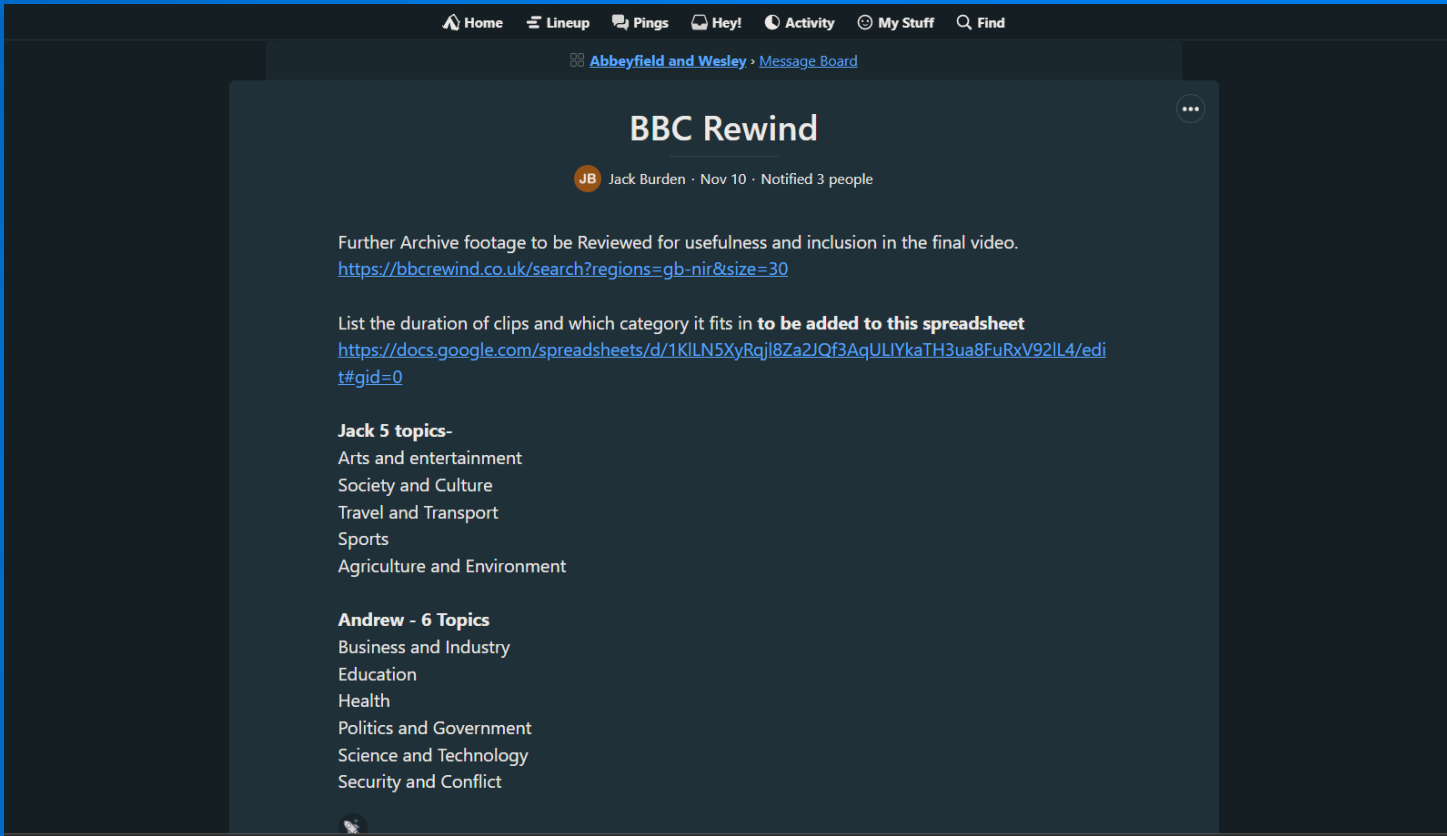 Home Lineup Pings Hey! Activity My Stuff Find
Abbeyfield and Wesley › Message Board
BBC Rewind
JB Jack Burden · Nov 10 · Notified 3 people
Further Archive footage to be Reviewed for usefulness and inclusion in the final video.
https://bbcrewind.co.uk/search?regions=gb-nir&size=30
List the duration of clips and which category it fits in to be added to this spreadsheet
https://docs.google.com/spreadsheets/d/1KlLN5XyRqjl8Za2JQf3AqULlYkaTH3ua8FuRxV92lL4/edi
t#gid=0
Jack 5 topics-
Arts and entertainment
Society and Culture
Travel and Transport
Sports
Agriculture and Environment
Andrew - 6 Topics
Business and Industry
Education
Health
Politics and Government
Science and Technology
Security and Conflict